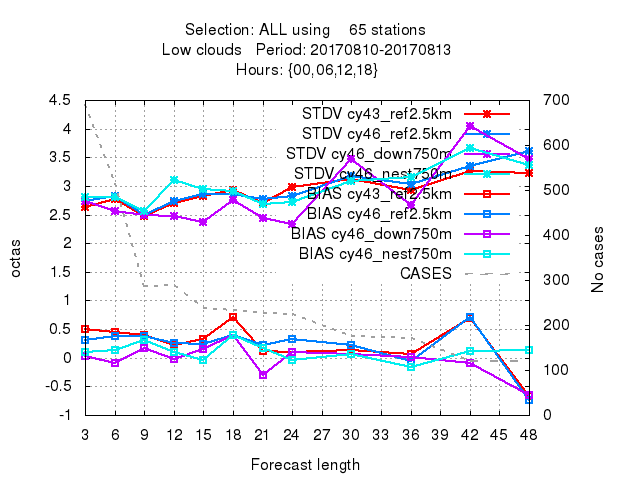 Selection: ALL using 65 stations
Low clouds Period: 20170810-20170813
Hours: {00,06,12,18}
4.5
4
3.5
3
2.5
2
1.5
1
0.5
0
-0.5
-1
octas
700
600
500
400
300
200
100
0
No cases
STDV cy43_ref2.5km
STDV cy46_ref2.5km
STDV cy46_down750m
STDV cy46_nest750m
BIAS cy43_ref2.5km
BIAS cy46_ref2.5km
BIAS cy46_down750m
BIAS cy46_nest750m
CASES
3 6 9 12 15 18 21 24 27 30 33 36 39 42 45 48
Forecast length